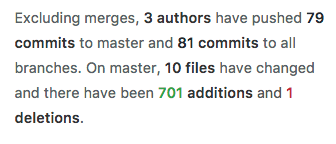 Excluding merges, 3 authors have pushed 79
commits to master and 81 commits to all
branches. On master, 10 files have changed
and there have been 701 additions and 1
deletions.